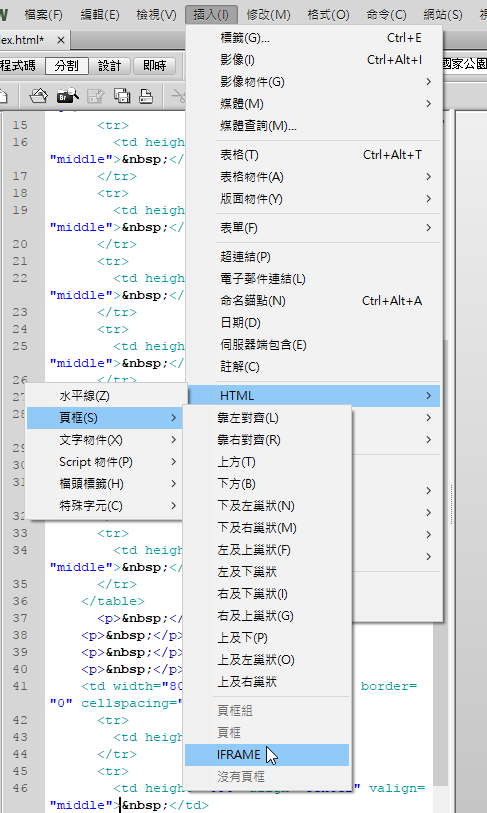 檔案(F) 編輯(E) 檢視(V) 插入(I) 修改(M) 格式(O) 命令(C) 網站(S)
ex.html* ×
程式碼 分割 設計 即時 國家公園
標籤(G)... Ctrl+E
影像(I) Ctrl+Alt+I
影像物件(G)
媒體(M)
媒體查詢(M)...
表格(T) Ctrl+Alt+T
表格物件(A)
版面物件(Y)
表單(F)
超連結(P)
電子郵件連結(L)
命名錨點(N) Ctrl+Alt+A
日期(D)
伺服器端包含(E)
註解(C)
HTML
水平線(Z)
頁框(S)
文字物件(X)
Script 物件(P)
檔頭標籤(H)
特殊字元(C)
靠左對齊(L)
靠右對齊(R)
上方(T)
下方(B)
下及左巢狀(N)
下及右巢狀(M)
左及上巢狀(F)
左及下巢狀
右及下巢狀(I)
右及上巢狀(G)
上及下(P)
上及左巢狀(O)
上及右巢狀
頁框組
頁框
IFRAME
沒有頁框
15 <tr>
16 <td heigh
"middle">&nbsp;</
17 </tr>
18 <tr>
19 <td heigh
"middle">&nbsp;</
20 </tr>
21 <tr>
22 <td heigh
"middle">&nbsp;</
23 </tr>
24 <tr>
25 <td heigh
"middle">&nbsp;</
26 </tr>
27
28
29
30
31
32
33 <tr>
34 <td heigh
"middle">&nbsp;</
35 </tr>
36 </table>
37 <p>&nbsp;</
38 <p>&nbsp;</p
39 <p>&nbsp;</p
40 <p>&nbsp;</p
41 <td width="80 border=
"0" cellspacing="
42 <tr>
43 <td heigh
44 </tr>
45 <tr>
46 valign=
"middle">&nbsp;</td>